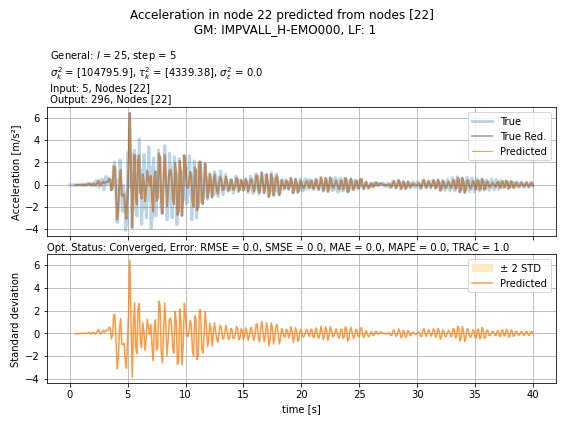 Acceleration in node 22 predicted from nodes [22]
GM: IMPVALL_H-EMO000, LF: 1
General: l = 25, step = 5
σ²ₖ = [104795.9], τ²ₖ = [4339.38], σ²ε = 0.0
Input: 5, Nodes [22]
Output: 296, Nodes [22]
Acceleration [m/s²]
6
4
2
0
−2
−4
True
True Red.
Predicted
Opt. Status: Converged, Error: RMSE = 0.0, SMSE = 0.0, MAE = 0.0, MAPE = 0.0, TRAC = 1.0
Standard deviation
6
4
2
0
−2
−4
± 2 STD
Predicted
0 5 10 15 20 25 30 35 40
time [s]